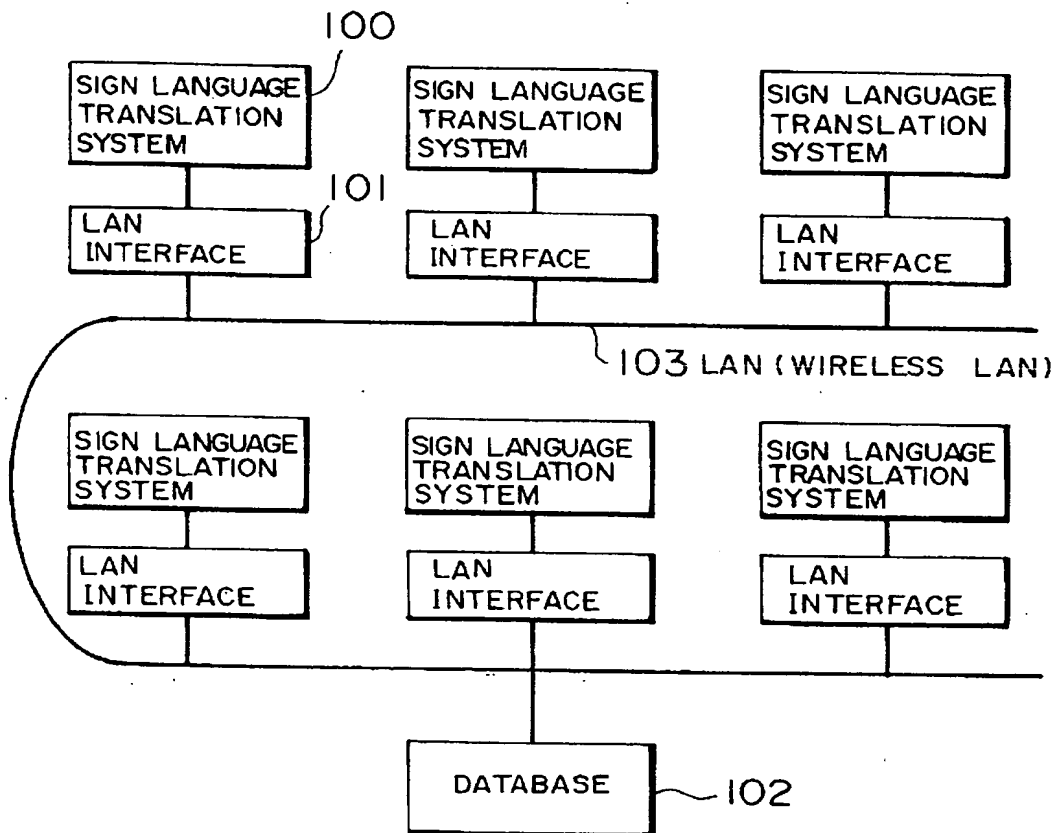 100
SIGN LANGUAGE
TRANSLATION
SYSTEM
SIGN LANGUAGE
TRANSLATION
SYSTEM
SIGN LANGUAGE
TRANSLATION
SYSTEM
101
LAN
INTERFACE
LAN
INTERFACE
LAN
INTERFACE
103 LAN (WIRELESS LAN)
SIGN LANGUAGE
TRANSLATION
SYSTEM
SIGN LANGUAGE
TRANSLATION
SYSTEM
SIGN LANGUAGE
TRANSLATION
SYSTEM
LAN
INTERFACE
LAN
INTERFACE
LAN
INTERFACE
DATABASE
102